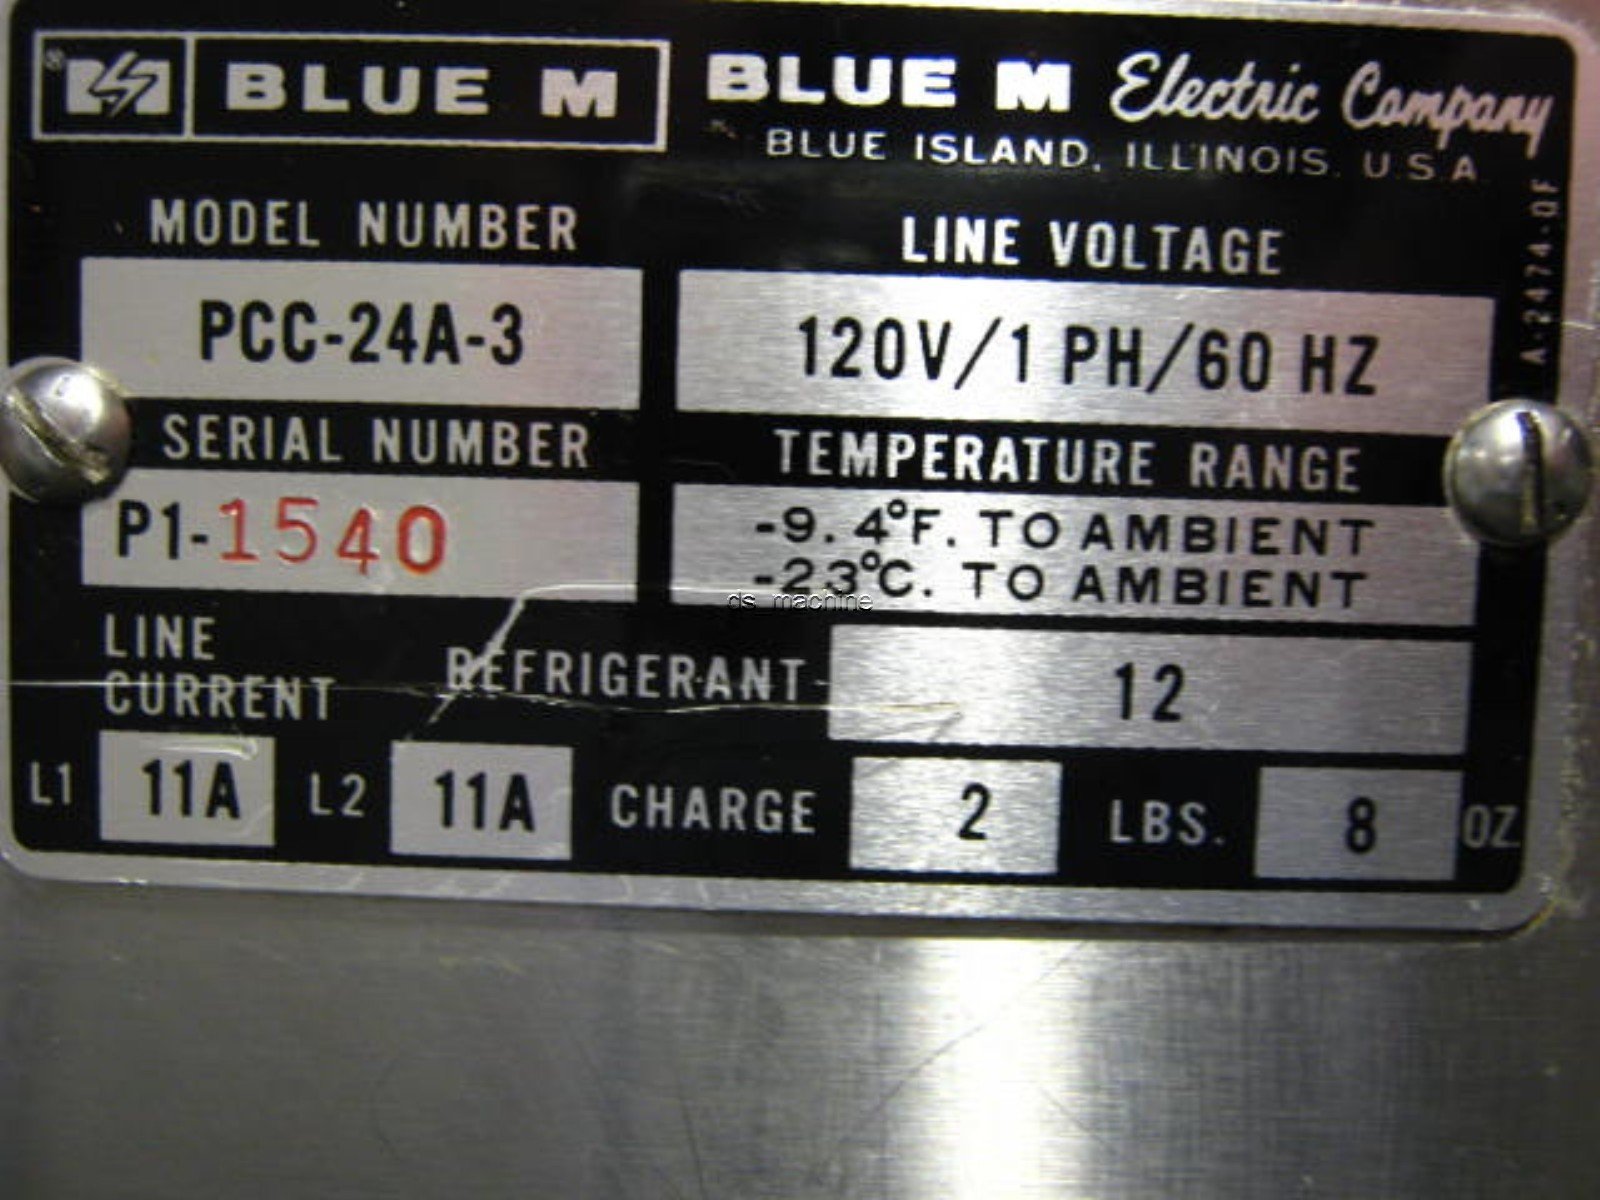 ® BLUE M
BLUE M Electric Company
BLUE ISLAND, ILLINOIS. U.S.A.
A-2474-QF
MODEL NUMBER
PCC-24A-3
LINE VOLTAGE
120V/1 PH/60 HZ
SERIAL NUMBER
P1-1540
TEMPERATURE RANGE
-9.4°F. TO AMBIENT
-23°C. TO AMBIENT
ds_machine
LINE
CURRENT
REFRIGERANT 12
L1 11A L2 11A CHARGE 2 LBS. 8 OZ